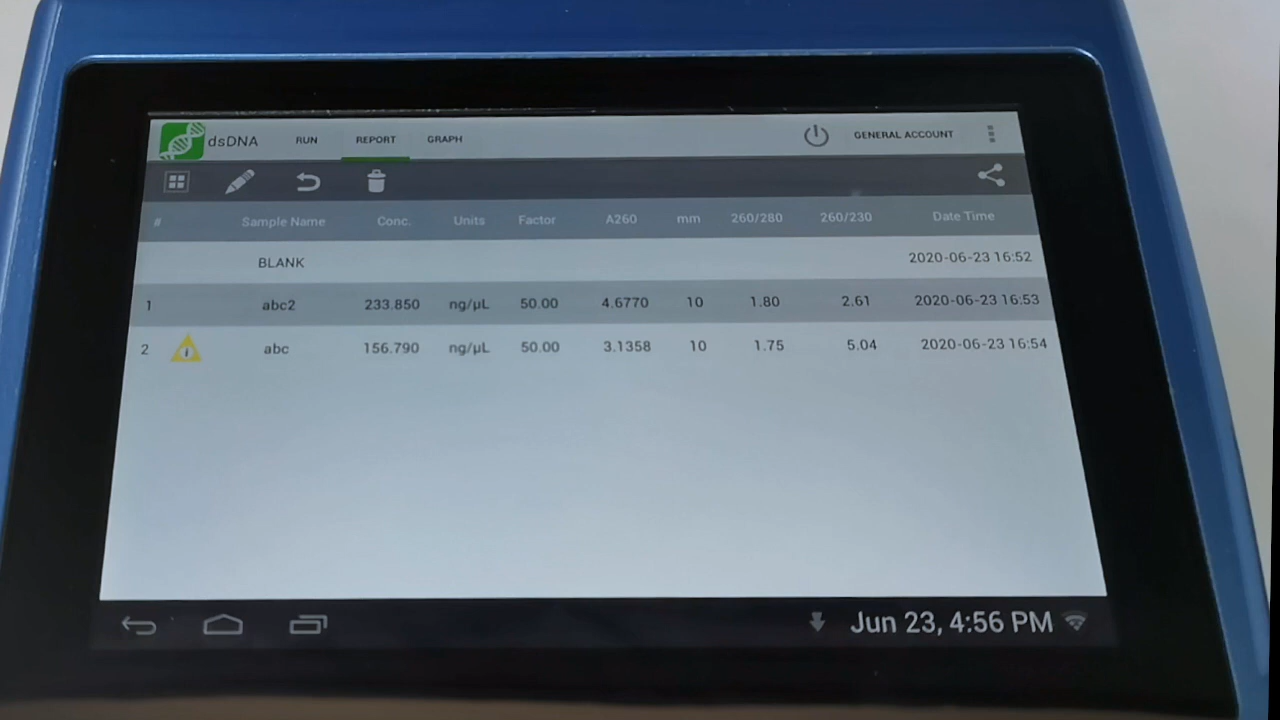 dsDNA RUN REPORT GRAPH GENERAL ACCOUNT
# Sample Name Conc. Units Factor A260 mm 260/280 260/230 Date Time
BLANK 2020-06-23 16:52
1 abc2 233.850 ng/µL 50.00 4.6770 10 1.80 2.61 2020-06-23 16:53
2 abc 156.790 ng/µL 50.00 3.1358 10 1.75 5.04 2020-06-23 16:54
Jun 23, 4:56 PM